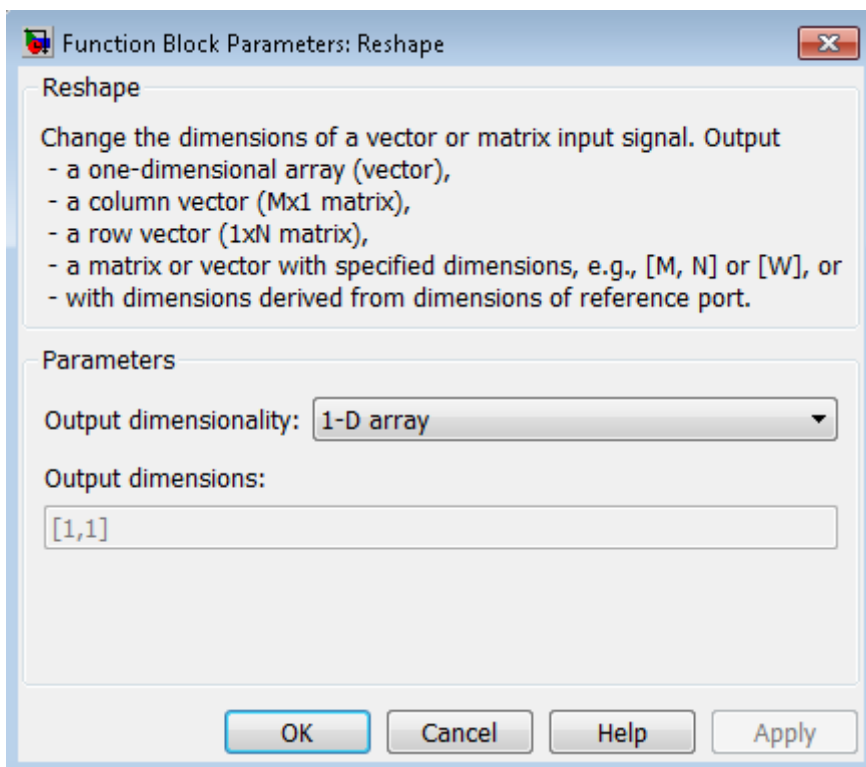 Function Block Parameters: Reshape
Reshape
Change the dimensions of a vector or matrix input signal. Output
- a one-dimensional array (vector),
- a column vector (Mx1 matrix),
- a row vector (1xN matrix),
- a matrix or vector with specified dimensions, e.g., [M, N] or [W], or
- with dimensions derived from dimensions of reference port.
Parameters
Output dimensionality: 1-D array
Output dimensions:
[1,1]
OK Cancel Help Apply